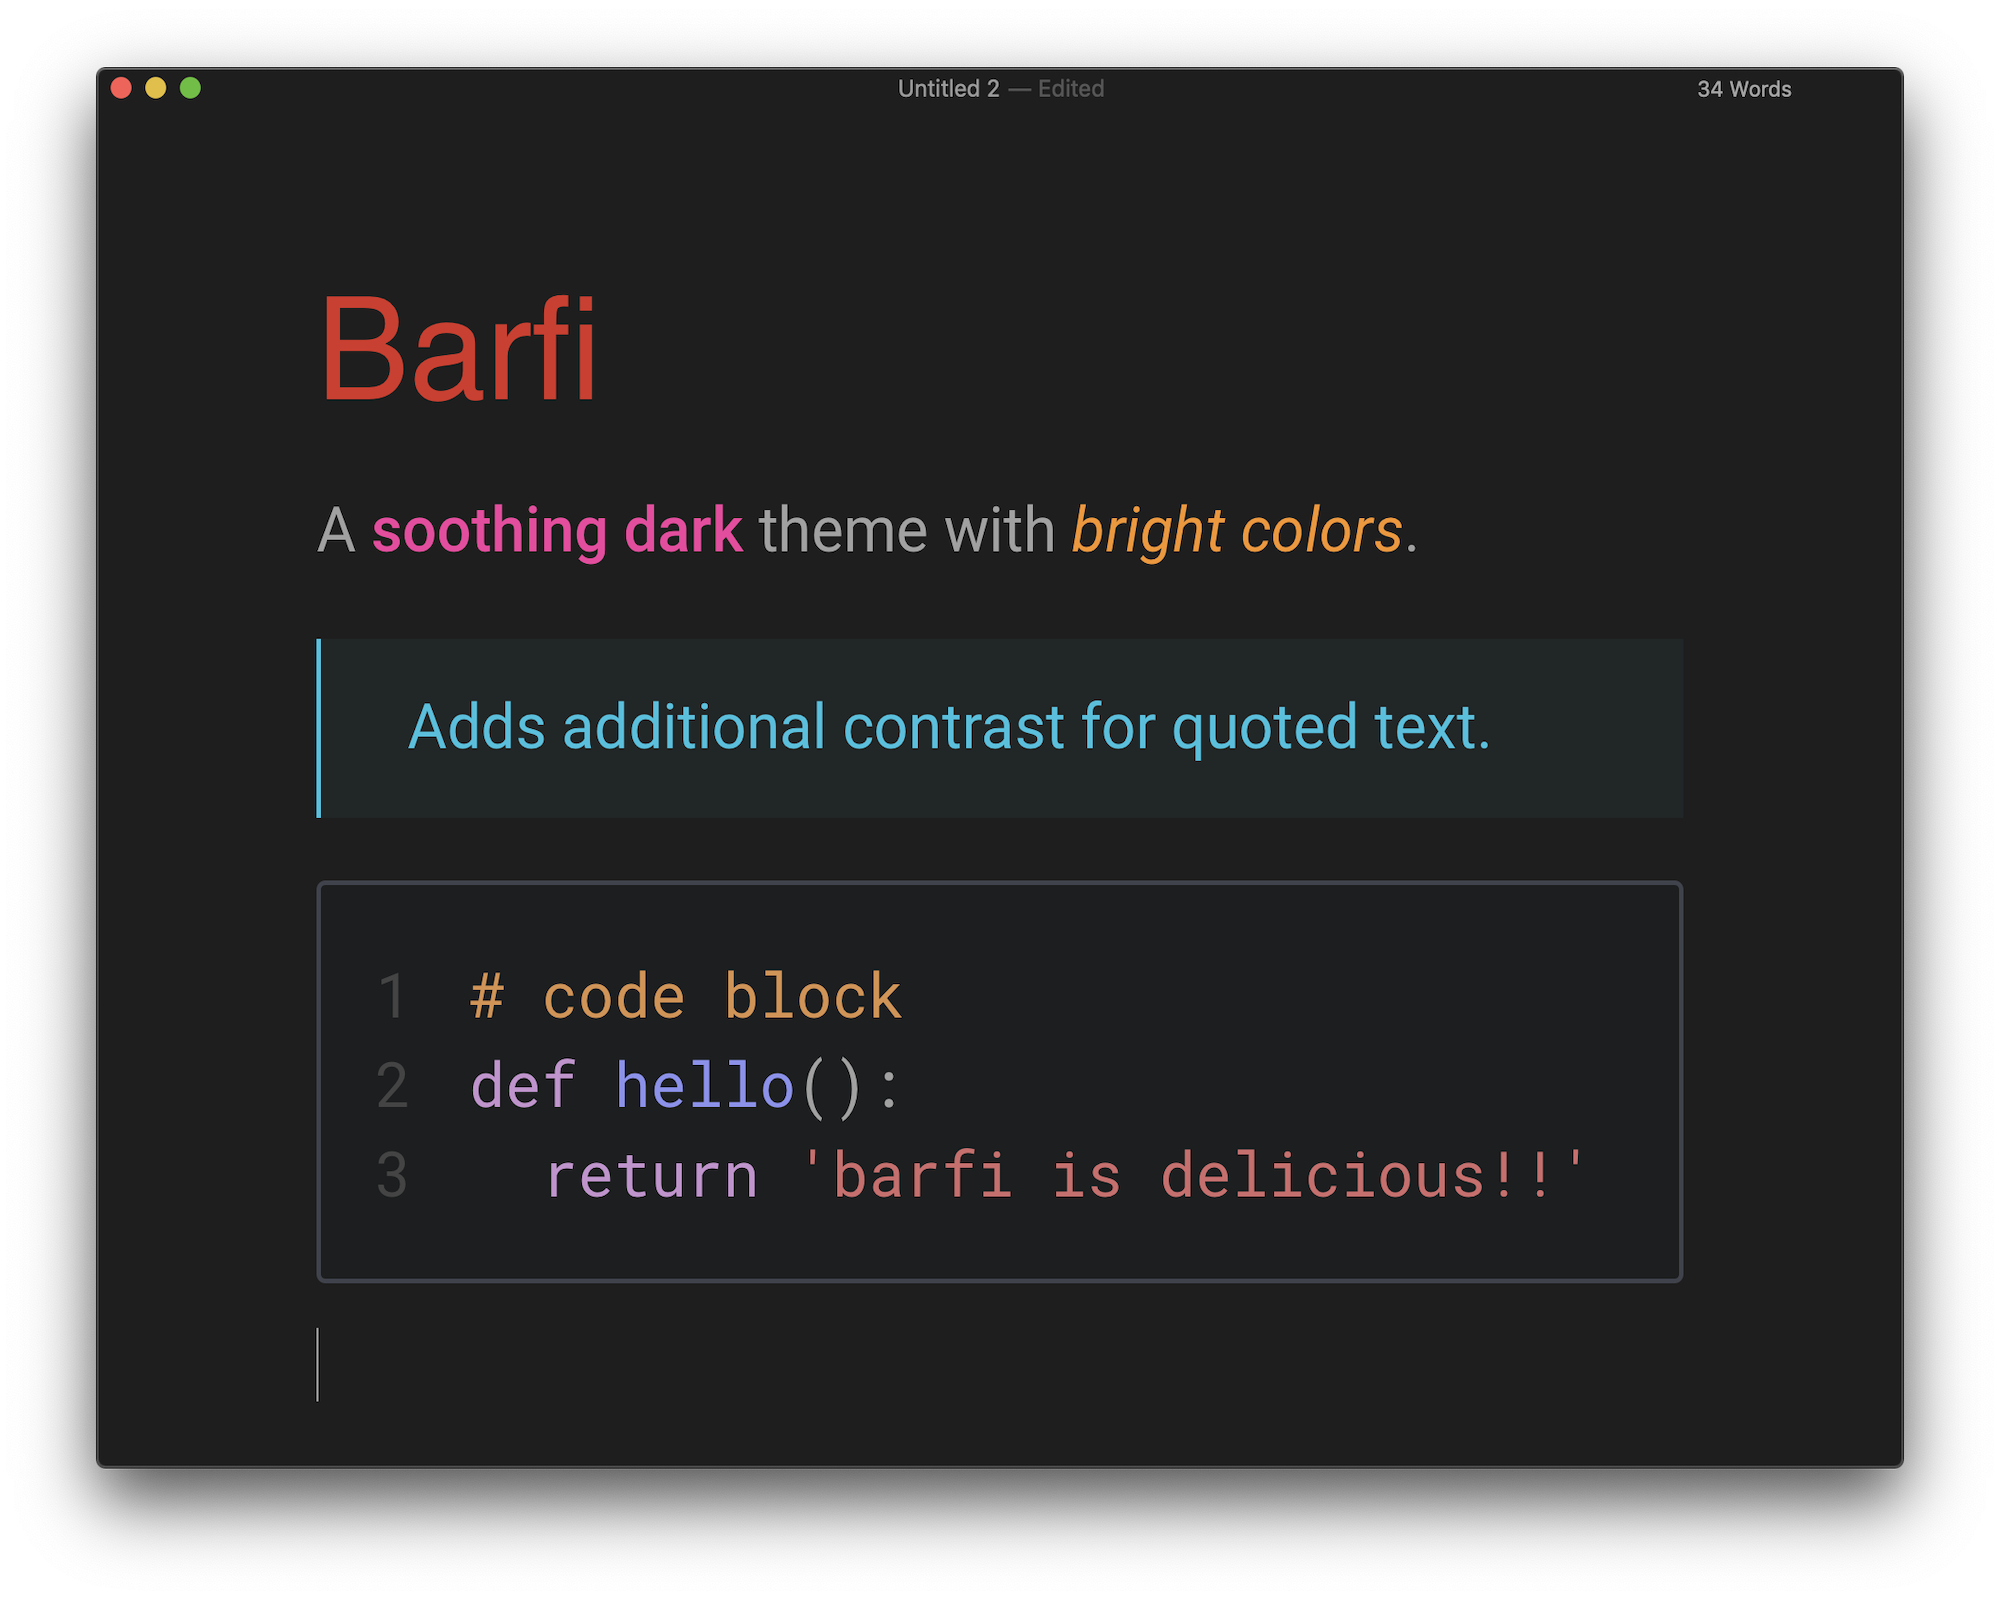 Untitled 2 — Edited
34 Words
Barfi
A soothing dark theme with bright colors.
Adds additional contrast for quoted text.
1 # code block
2 def hello():
3   return 'barfi is delicious!!'